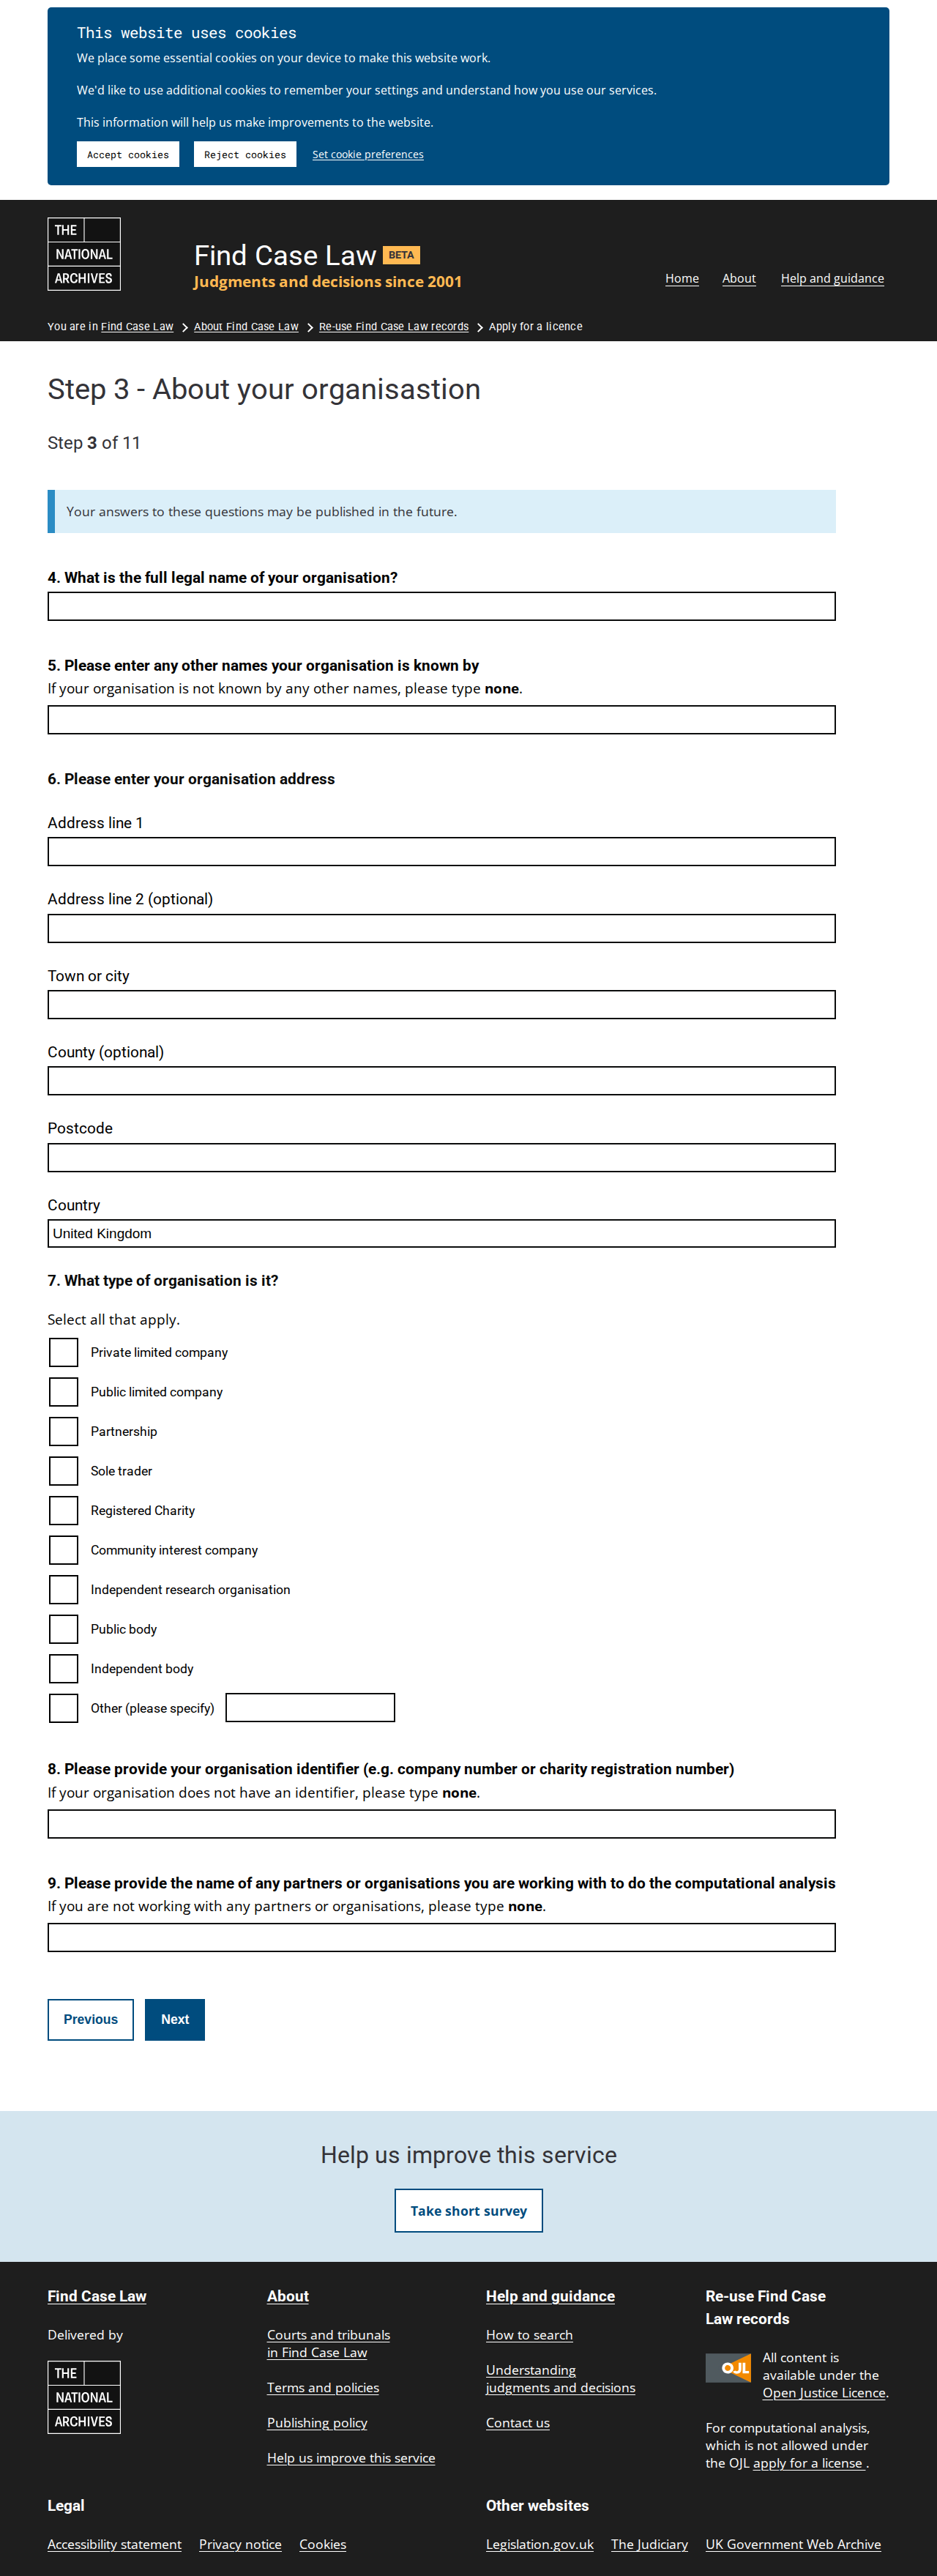 This website uses cookies
We place some essential cookies on your device to make this website work.
We'd like to use additional cookies to remember your settings and understand how you use our services.
This information will help us make improvements to the website.
Accept cookies
Reject cookies
Set cookie preferences
THE
NATIONAL
ARCHIVES
Find Case Law BETA
Judgments and decisions since 2001
Home
About
Help and guidance
You are in Find Case Law
About Find Case Law
Re-use Find Case Law records
Apply for a licence
Step 3 - About your organisastion
Step 3 of 11
Your answers to these questions may be published in the future.
4. What is the full legal name of your organisation?
5. Please enter any other names your organisation is known by
If your organisation is not known by any other names, please type none.
6. Please enter your organisation address
Address line 1
Address line 2 (optional)
Town or city
County (optional)
Postcode
Country
United Kingdom
7. What type of organisation is it?
Select all that apply.
Private limited company
Public limited company
Partnership
Sole trader
Registered Charity
Community interest company
Independent research organisation
Public body
Independent body
Other (please specify)
8. Please provide your organisation identifier (e.g. company number or charity registration number)
If your organisation does not have an identifier, please type none.
9. Please provide the name of any partners or organisations you are working with to do the computational analysis
If you are not working with any partners or organisations, please type none.
Previous
Next
Help us improve this service
Take short survey
Find Case Law
Delivered by
THE
NATIONAL
ARCHIVES
About
Courts and tribunals
in Find Case Law
Terms and policies
Publishing policy
Help us improve this service
Help and guidance
How to search
Understanding
judgments and decisions
Contact us
Re-use Find Case
Law records
OJL
All content is
available under the
Open Justice Licence.
For computational analysis,
which is not allowed under
the OJL apply for a license .
Legal
Accessibility statement
Privacy notice
Cookies
Other websites
Legislation.gov.uk
The Judiciary
UK Government Web Archive